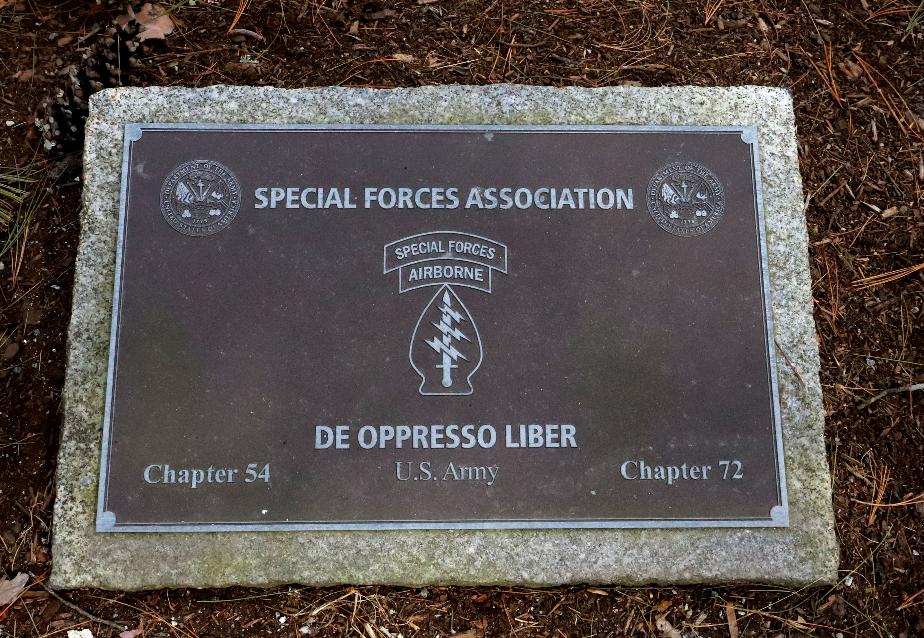 SPECIAL FORCES ASSOCIATION
SPECIAL FORCES
AIRBORNE
DE OPPRESSO LIBER
Chapter 54
U.S. Army
Chapter 72